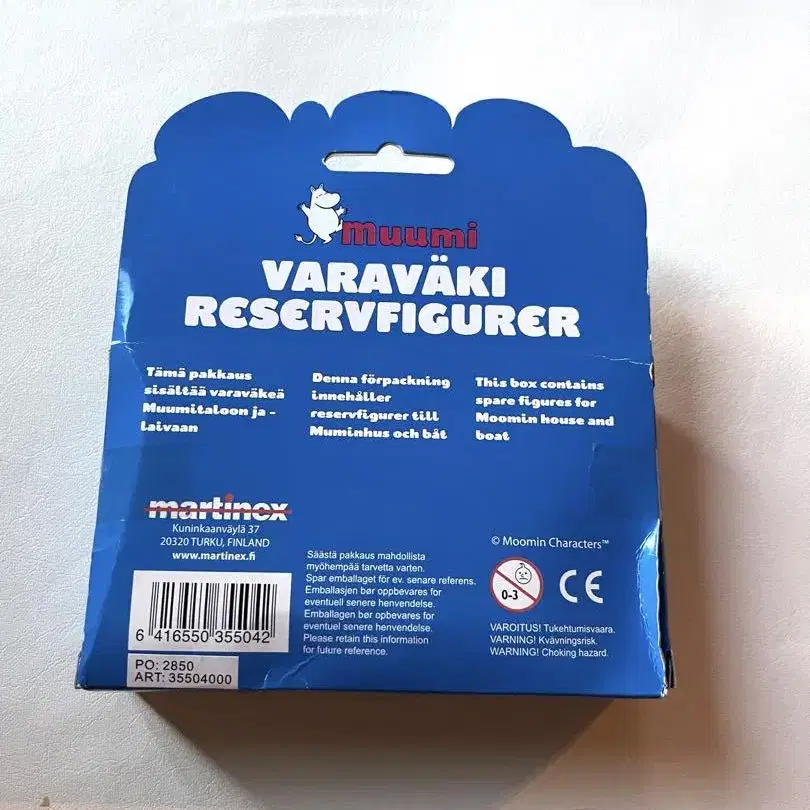 muumi
VARAVÄKI
RESERVFIGURER
Tämä pakkaus
sisältää varaväkeä
Muumitaloon ja -
laivaan
Denna förpackning
innehåller
reservfigurer till
Muminhus och båt
This box contains
spare figures for
Moomin house and
boat
martinex
Kuninkaanväylä 37
20320 TURKU, FINLAND
www.martinex.fi
6 416550 355042
PO: 2850
ART: 35504000
Säästä pakkaus mahdollista
myöhempää tarvetta varten.
Spar emballaget för ev. senare referens.
Emballasjen bør oppbevares for
eventuell senere henvendelse.
Emballagen bør opbevares for
eventuel senere henvendelse.
Please retain this information
for future reference.
© Moomin Characters™
0-3
CE
VAROITUS! Tukehtumisvaara.
VARNING! Kvävningsrisk.
WARNING! Choking hazard.